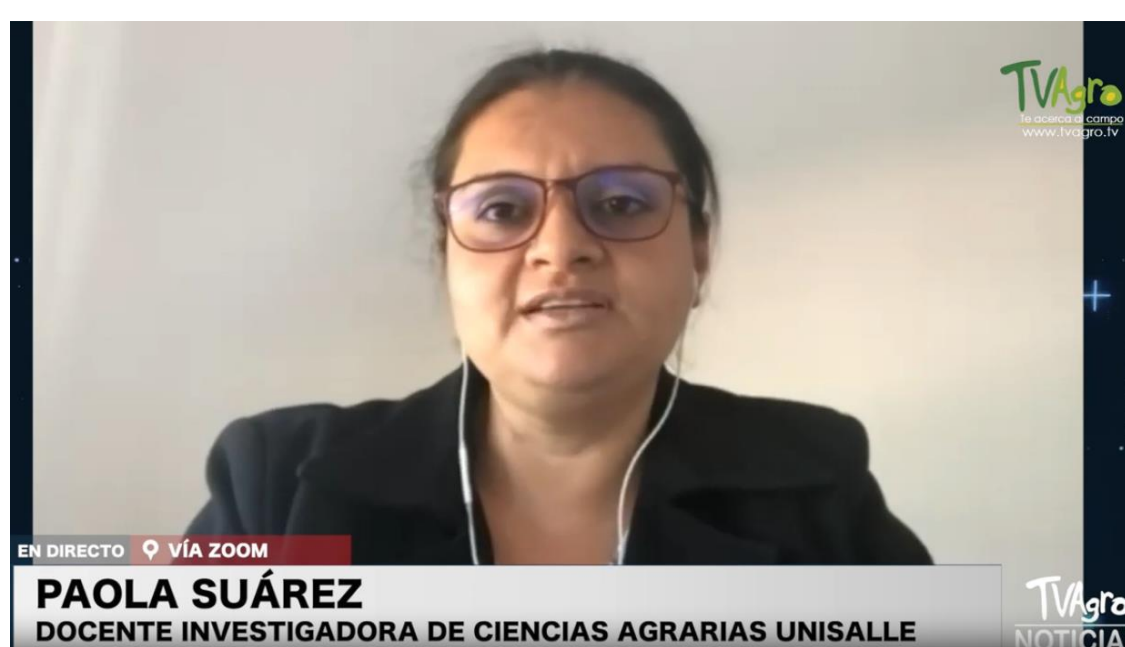 TVAgro
Te acerca al campo
www.tvagro.tv
EN DIRECTO VÍA ZOOM
PAOLA SUÁREZ
DOCENTE INVESTIGADORA DE CIENCIAS AGRARIAS UNISALLE
TVAgro
NOTICIA